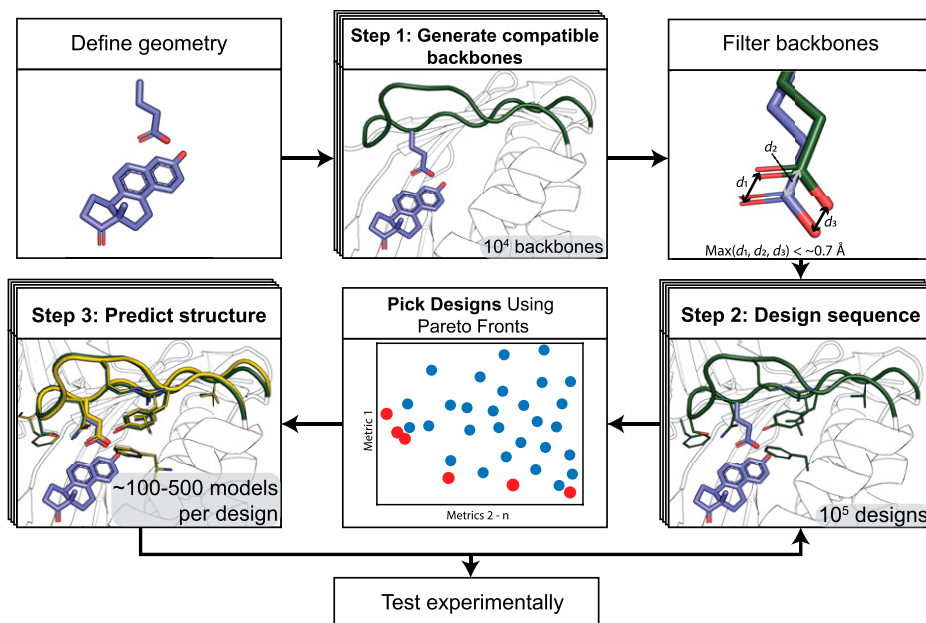 Define geometry
Step 1: Generate compatible
backbones
10⁴ backbones
Filter backbones
d₂
d₁
d₃
Max(d₁, d₂, d₃) < ~0.7 Å
Step 3: Predict structure
~100-500 models
per design
Pick Designs Using
Pareto Fronts
Metric 1
Metrics 2 - n
Step 2: Design sequence
10⁵ designs
Test experimentally